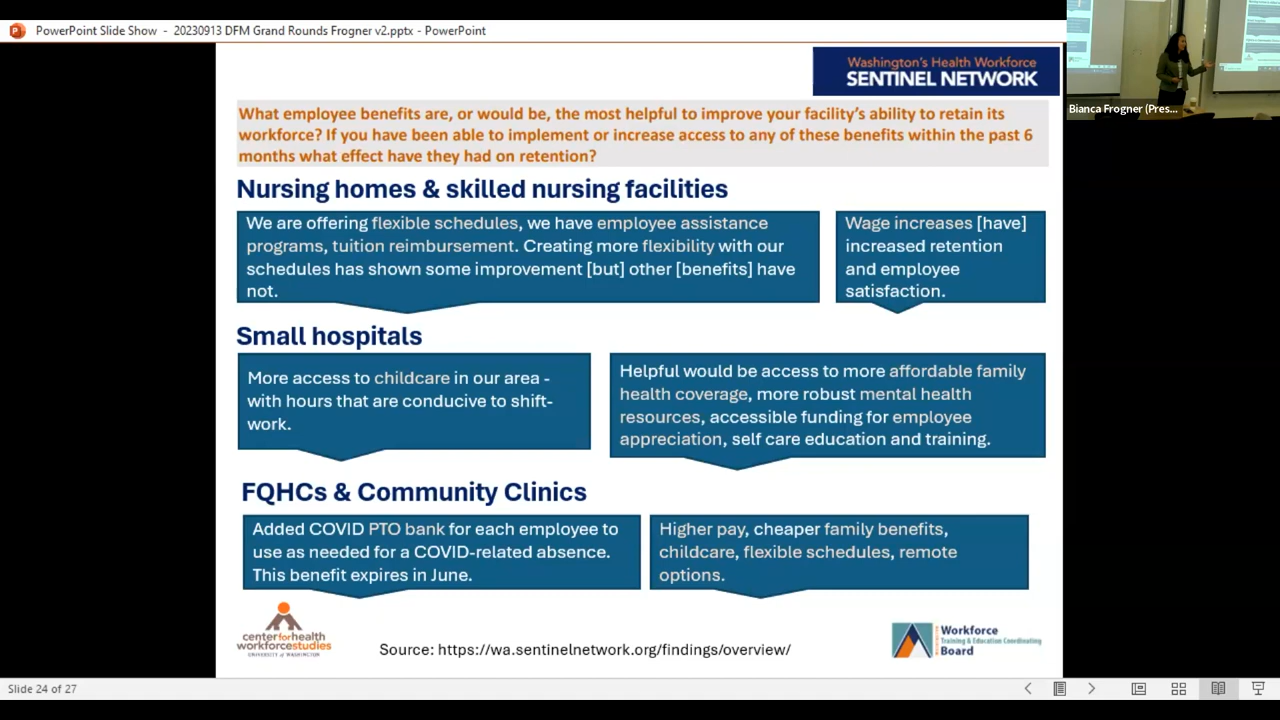 PowerPoint Slide Show - 20230913 DFM Grand Rounds Frogner v2.pptx - PowerPoint
Washington's Health Workforce
SENTINEL NETWORK
Bianca Frogner (Pres...
What employee benefits are, or would be, the most helpful to improve your facility's ability to retain its
workforce? If you have been able to implement or increase access to any of these benefits within the past 6
months what effect have they had on retention?
Nursing homes & skilled nursing facilities
We are offering flexible schedules, we have employee assistance
programs, tuition reimbursement. Creating more flexibility with our
schedules has shown some improvement [but] other [benefits] have
not.
Wage increases [have]
increased retention
and employee
satisfaction.
Small hospitals
More access to childcare in our area -
with hours that are conducive to shift-
work.
Helpful would be access to more affordable family
health coverage, more robust mental health
resources, accessible funding for employee
appreciation, self care education and training.
FQHCs & Community Clinics
Added COVID PTO bank for each employee to
use as needed for a COVID-related absence.
This benefit expires in June.
Higher pay, cheaper family benefits,
childcare, flexible schedules, remote
options.
center for health
workforce studies
UNIVERSITY OF WASHINGTON
Source: https://wa.sentinelnetwork.org/findings/overview/
Workforce
Training & Education Coordinating
Board
Slide 24 of 27